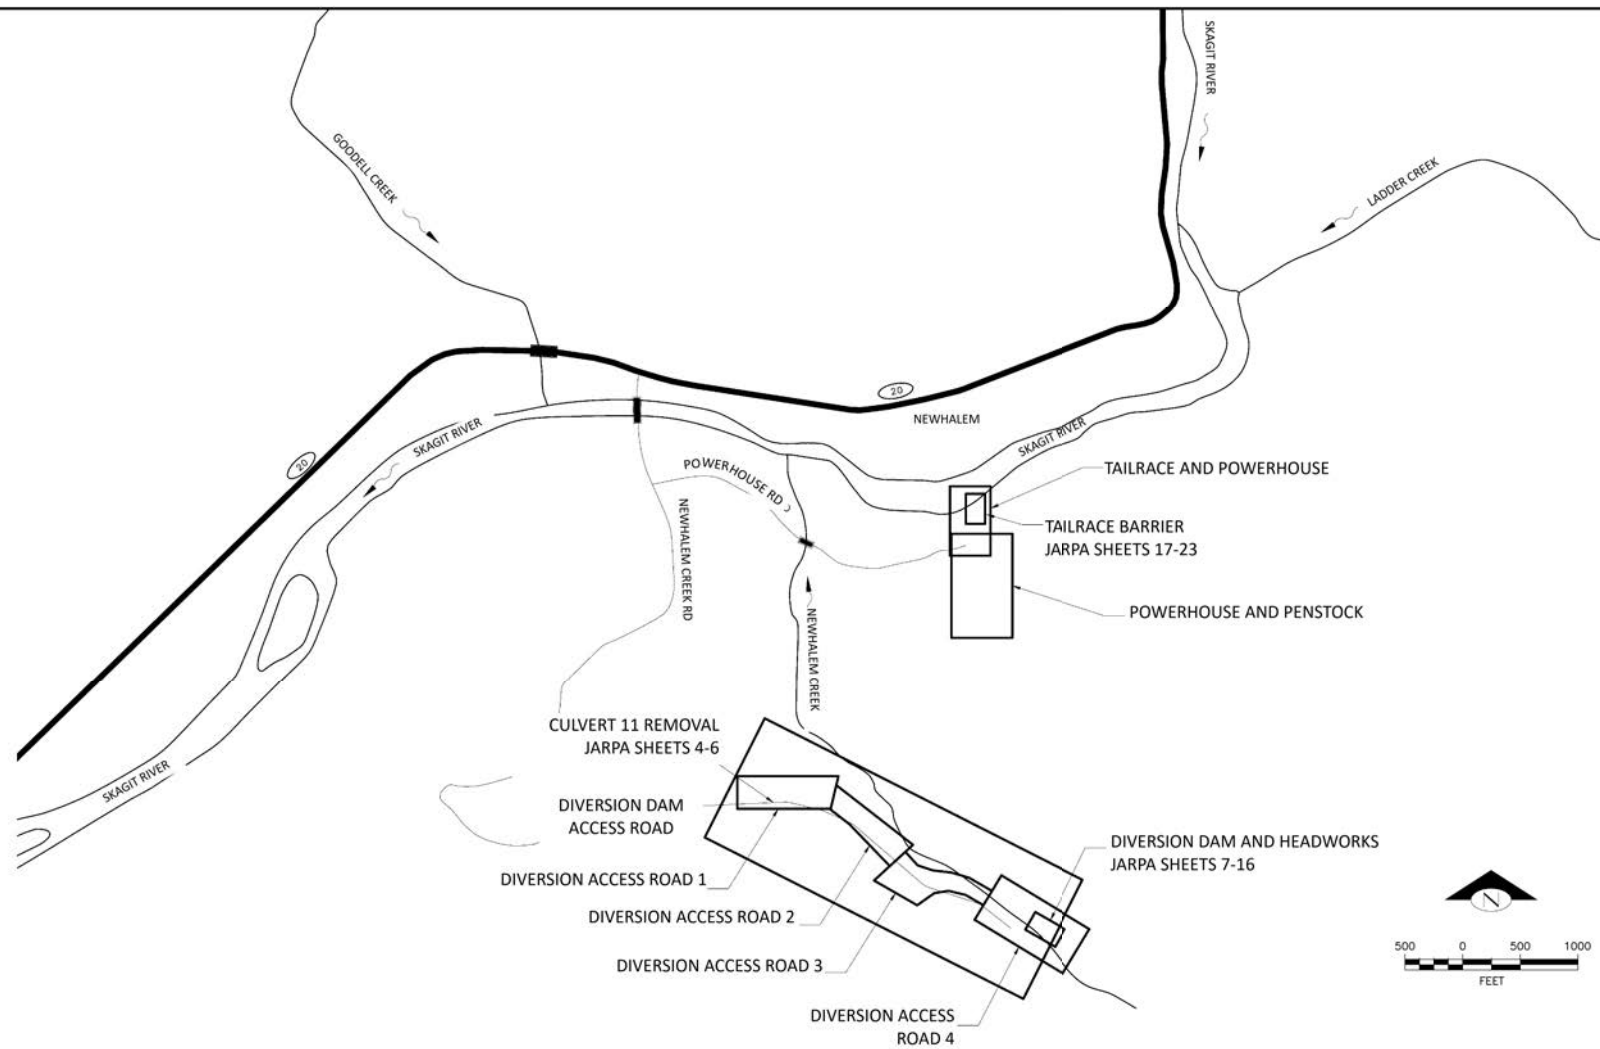 SKAGIT RIVER
GOODELL CREEK
LADDER CREEK
20
NEWHALEM
SKAGIT RIVER
SKAGIT RIVER
20
POWERHOUSE RD
TAILRACE AND POWERHOUSE
TAILRACE BARRIER
JARPA SHEETS 17-23
NEWHALEM CREEK RD
POWERHOUSE AND PENSTOCK
NEWHALEM CREEK
CULVERT 11 REMOVAL
JARPA SHEETS 4-6
SKAGIT RIVER
DIVERSION DAM
ACCESS ROAD
DIVERSION DAM AND HEADWORKS
JARPA SHEETS 7-16
DIVERSION ACCESS ROAD 1
DIVERSION ACCESS ROAD 2
DIVERSION ACCESS ROAD 3
DIVERSION ACCESS
ROAD 4
N
500 0 500 1000
FEET